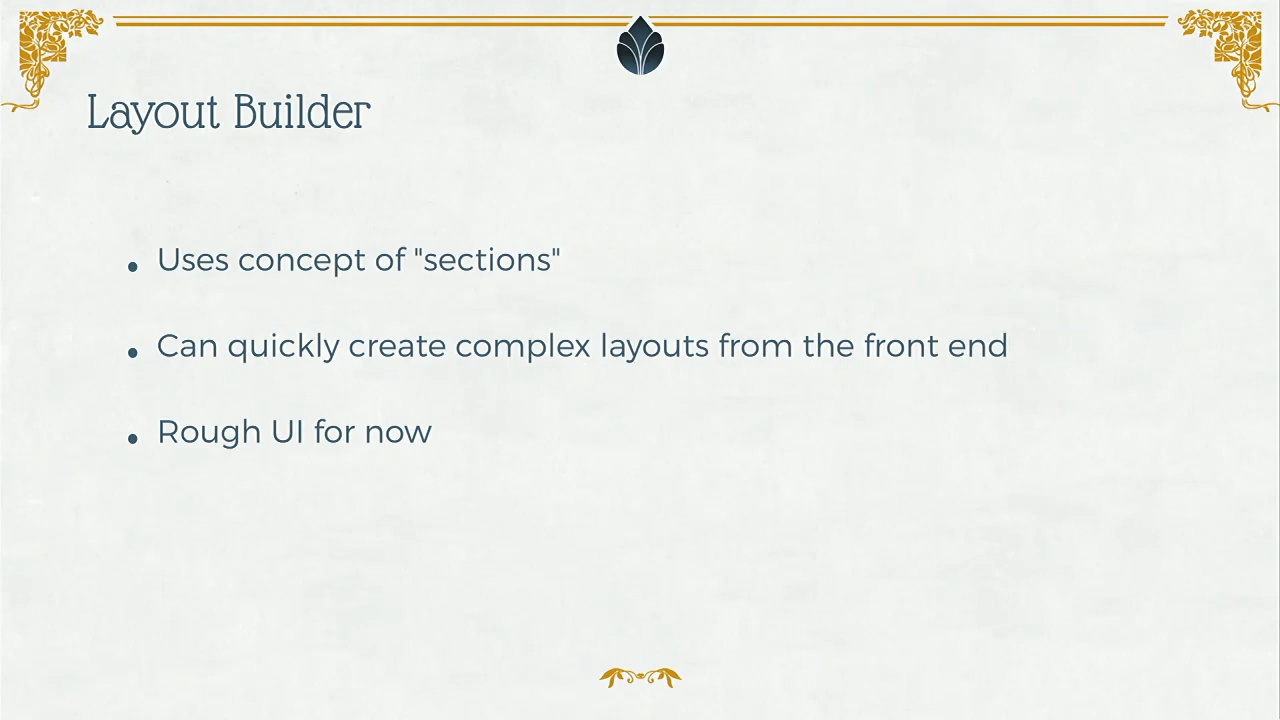 Layout Builder
Uses concept of "sections"
Can quickly create complex layouts from the front end
Rough UI for now